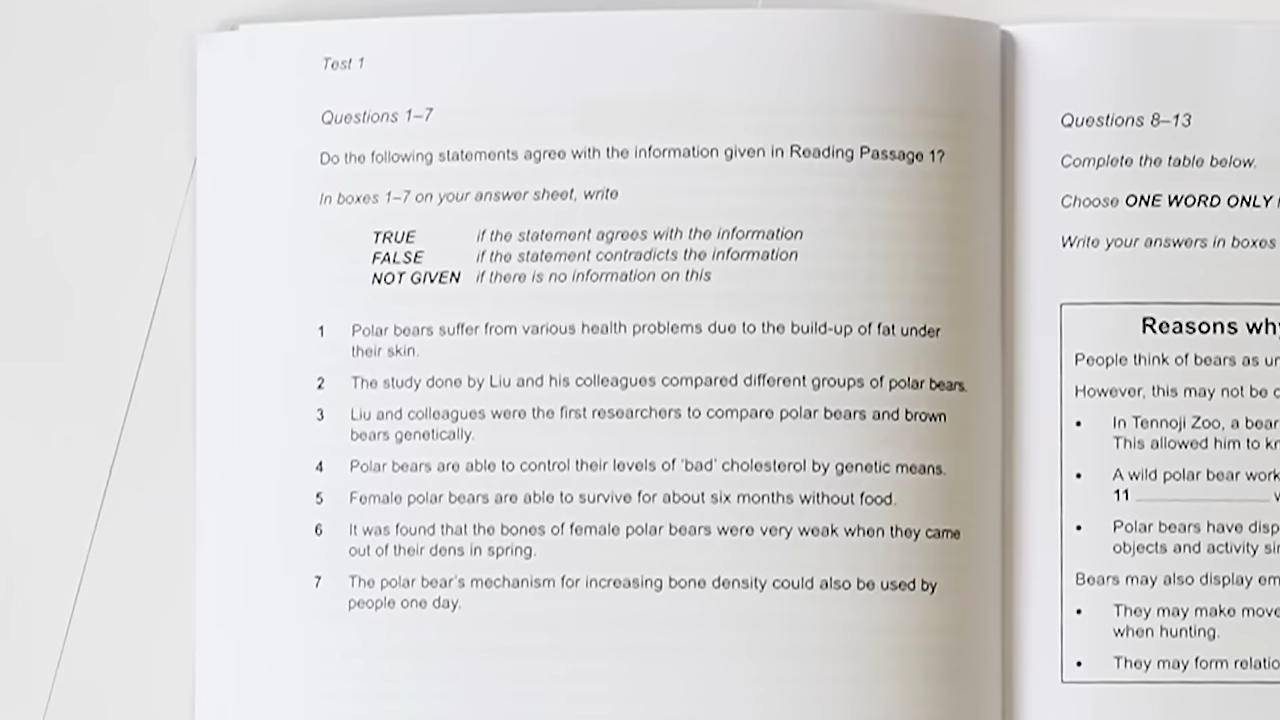 Test 1
Questions 1–7
Do the following statements agree with the information given in Reading Passage 1?
In boxes 1–7 on your answer sheet, write
TRUE if the statement agrees with the information
FALSE if the statement contradicts the information
NOT GIVEN if there is no information on this
1 Polar bears suffer from various health problems due to the build-up of fat under
their skin.
2 The study done by Liu and his colleagues compared different groups of polar bears.
3 Liu and colleagues were the first researchers to compare polar bears and brown
bears genetically.
4 Polar bears are able to control their levels of 'bad' cholesterol by genetic means.
5 Female polar bears are able to survive for about six months without food.
6 It was found that the bones of female polar bears were very weak when they came
out of their dens in spring.
7 The polar bear's mechanism for increasing bone density could also be used by
people one day.
Questions 8–13
Complete the table below.
Choose ONE WORD ONLY
Write your answers in boxes
Reasons why
People think of bears as
However, this may not be
• In Tennoji Zoo, a bear
This allowed him to
• A wild polar bear work
11
• Polar bears have
objects and activity
Bears may also display
• They may make
when hunting.
• They may form